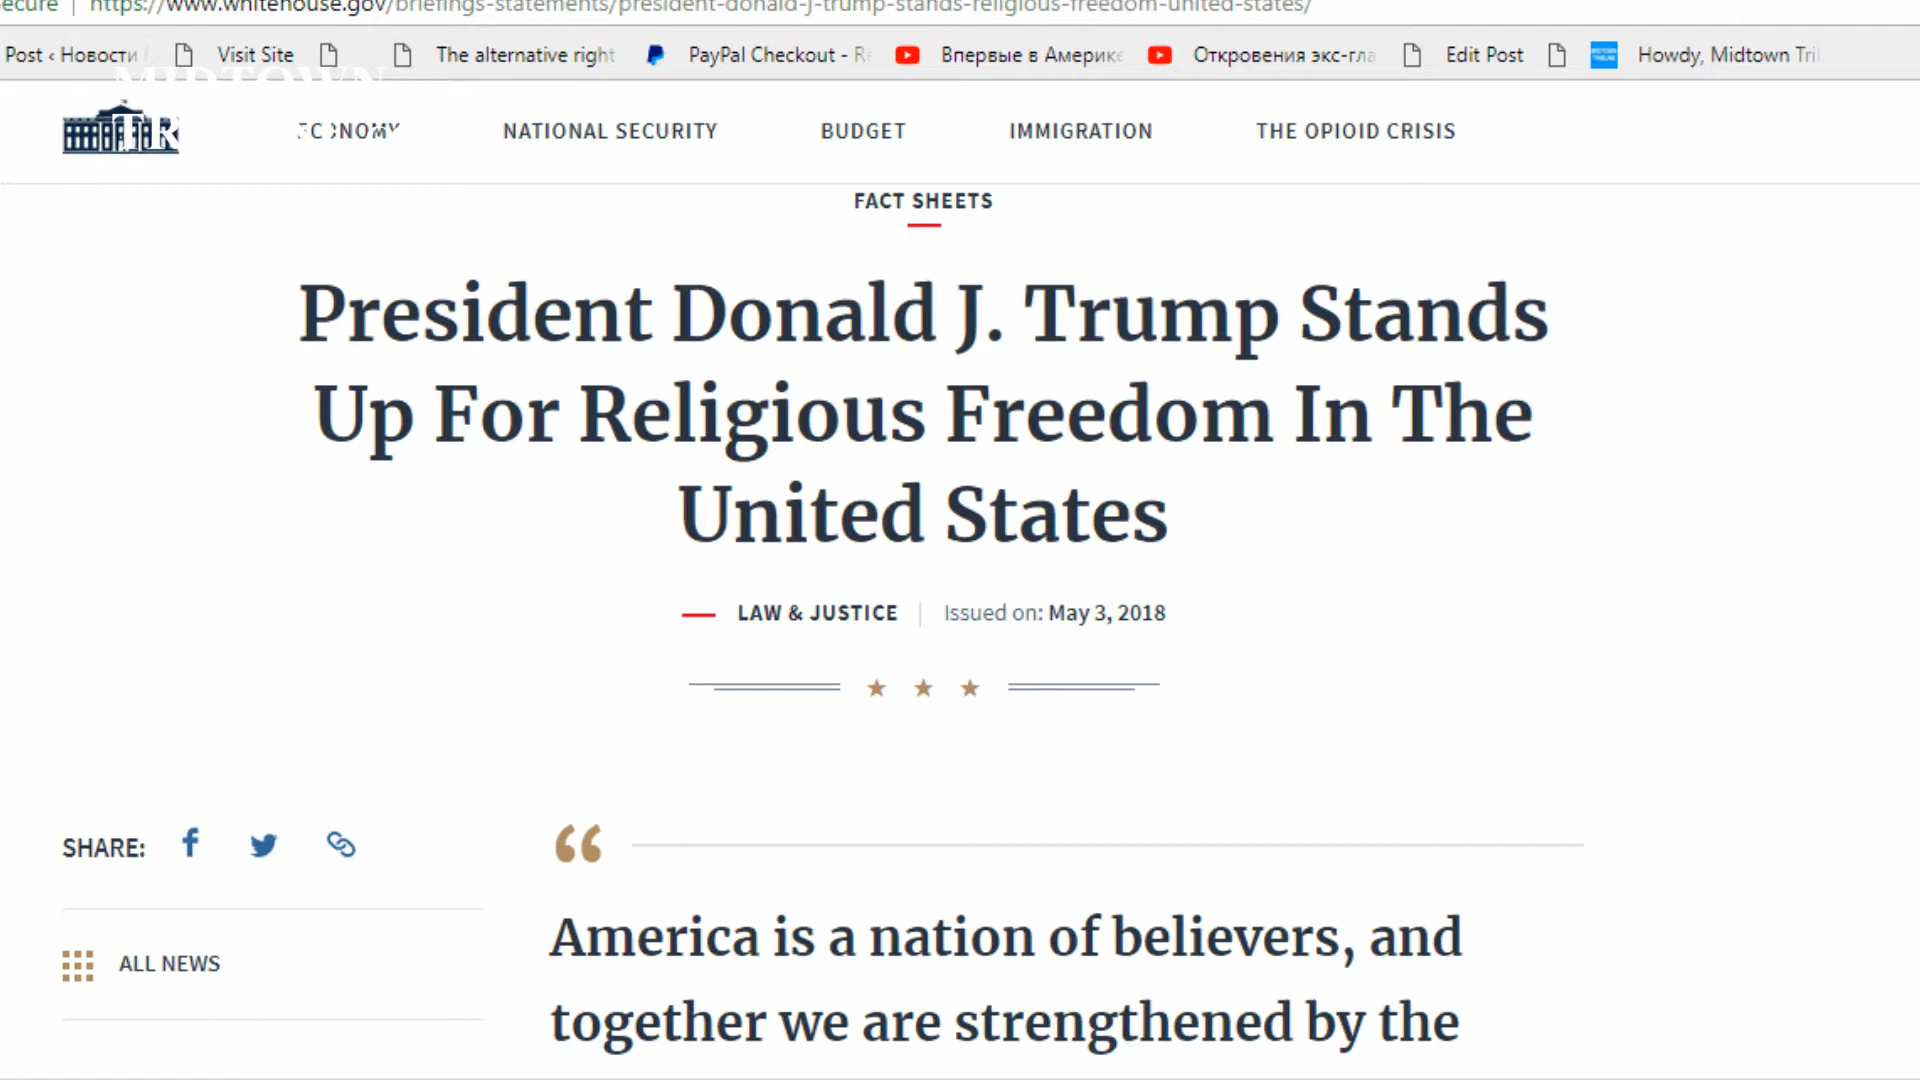 https://www.whitehouse.gov/briefings-statements/president-donald-j-trump-stands-religious-freedom-united-states/
Post ‹ Новости Visit Site The alternative right PayPal Checkout - Re Впервые в Америке Откровения экс-гла Edit Post Howdy, Midtown Tri
MIDTOWN
TR ECONOMY NATIONAL SECURITY BUDGET IMMIGRATION THE OPIOID CRISIS
FACT SHEETS
President Donald J. Trump Stands
Up For Religious Freedom In The
United States
LAW & JUSTICE | Issued on: May 3, 2018
SHARE:
“
America is a nation of believers, and
ALL NEWS
together we are strengthened by the